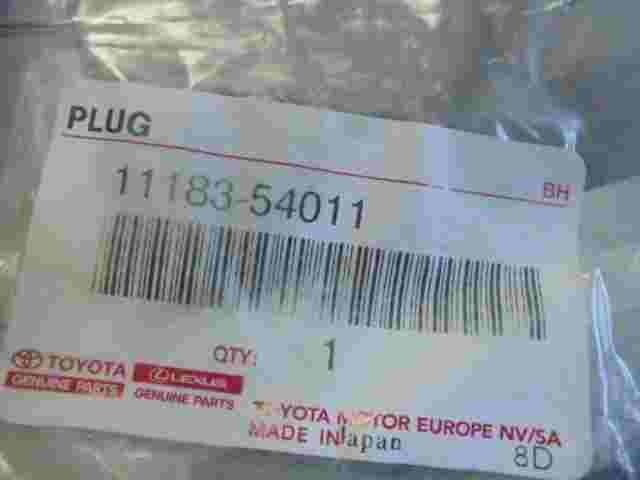 PLUG
BH
11183-54011
QTY: 1
TOYOTA
GENUINE PARTS
LEXUS
GENUINE PARTS
TOYOTA MOTOR EUROPE NV/SA
MADE IN Japan
8D